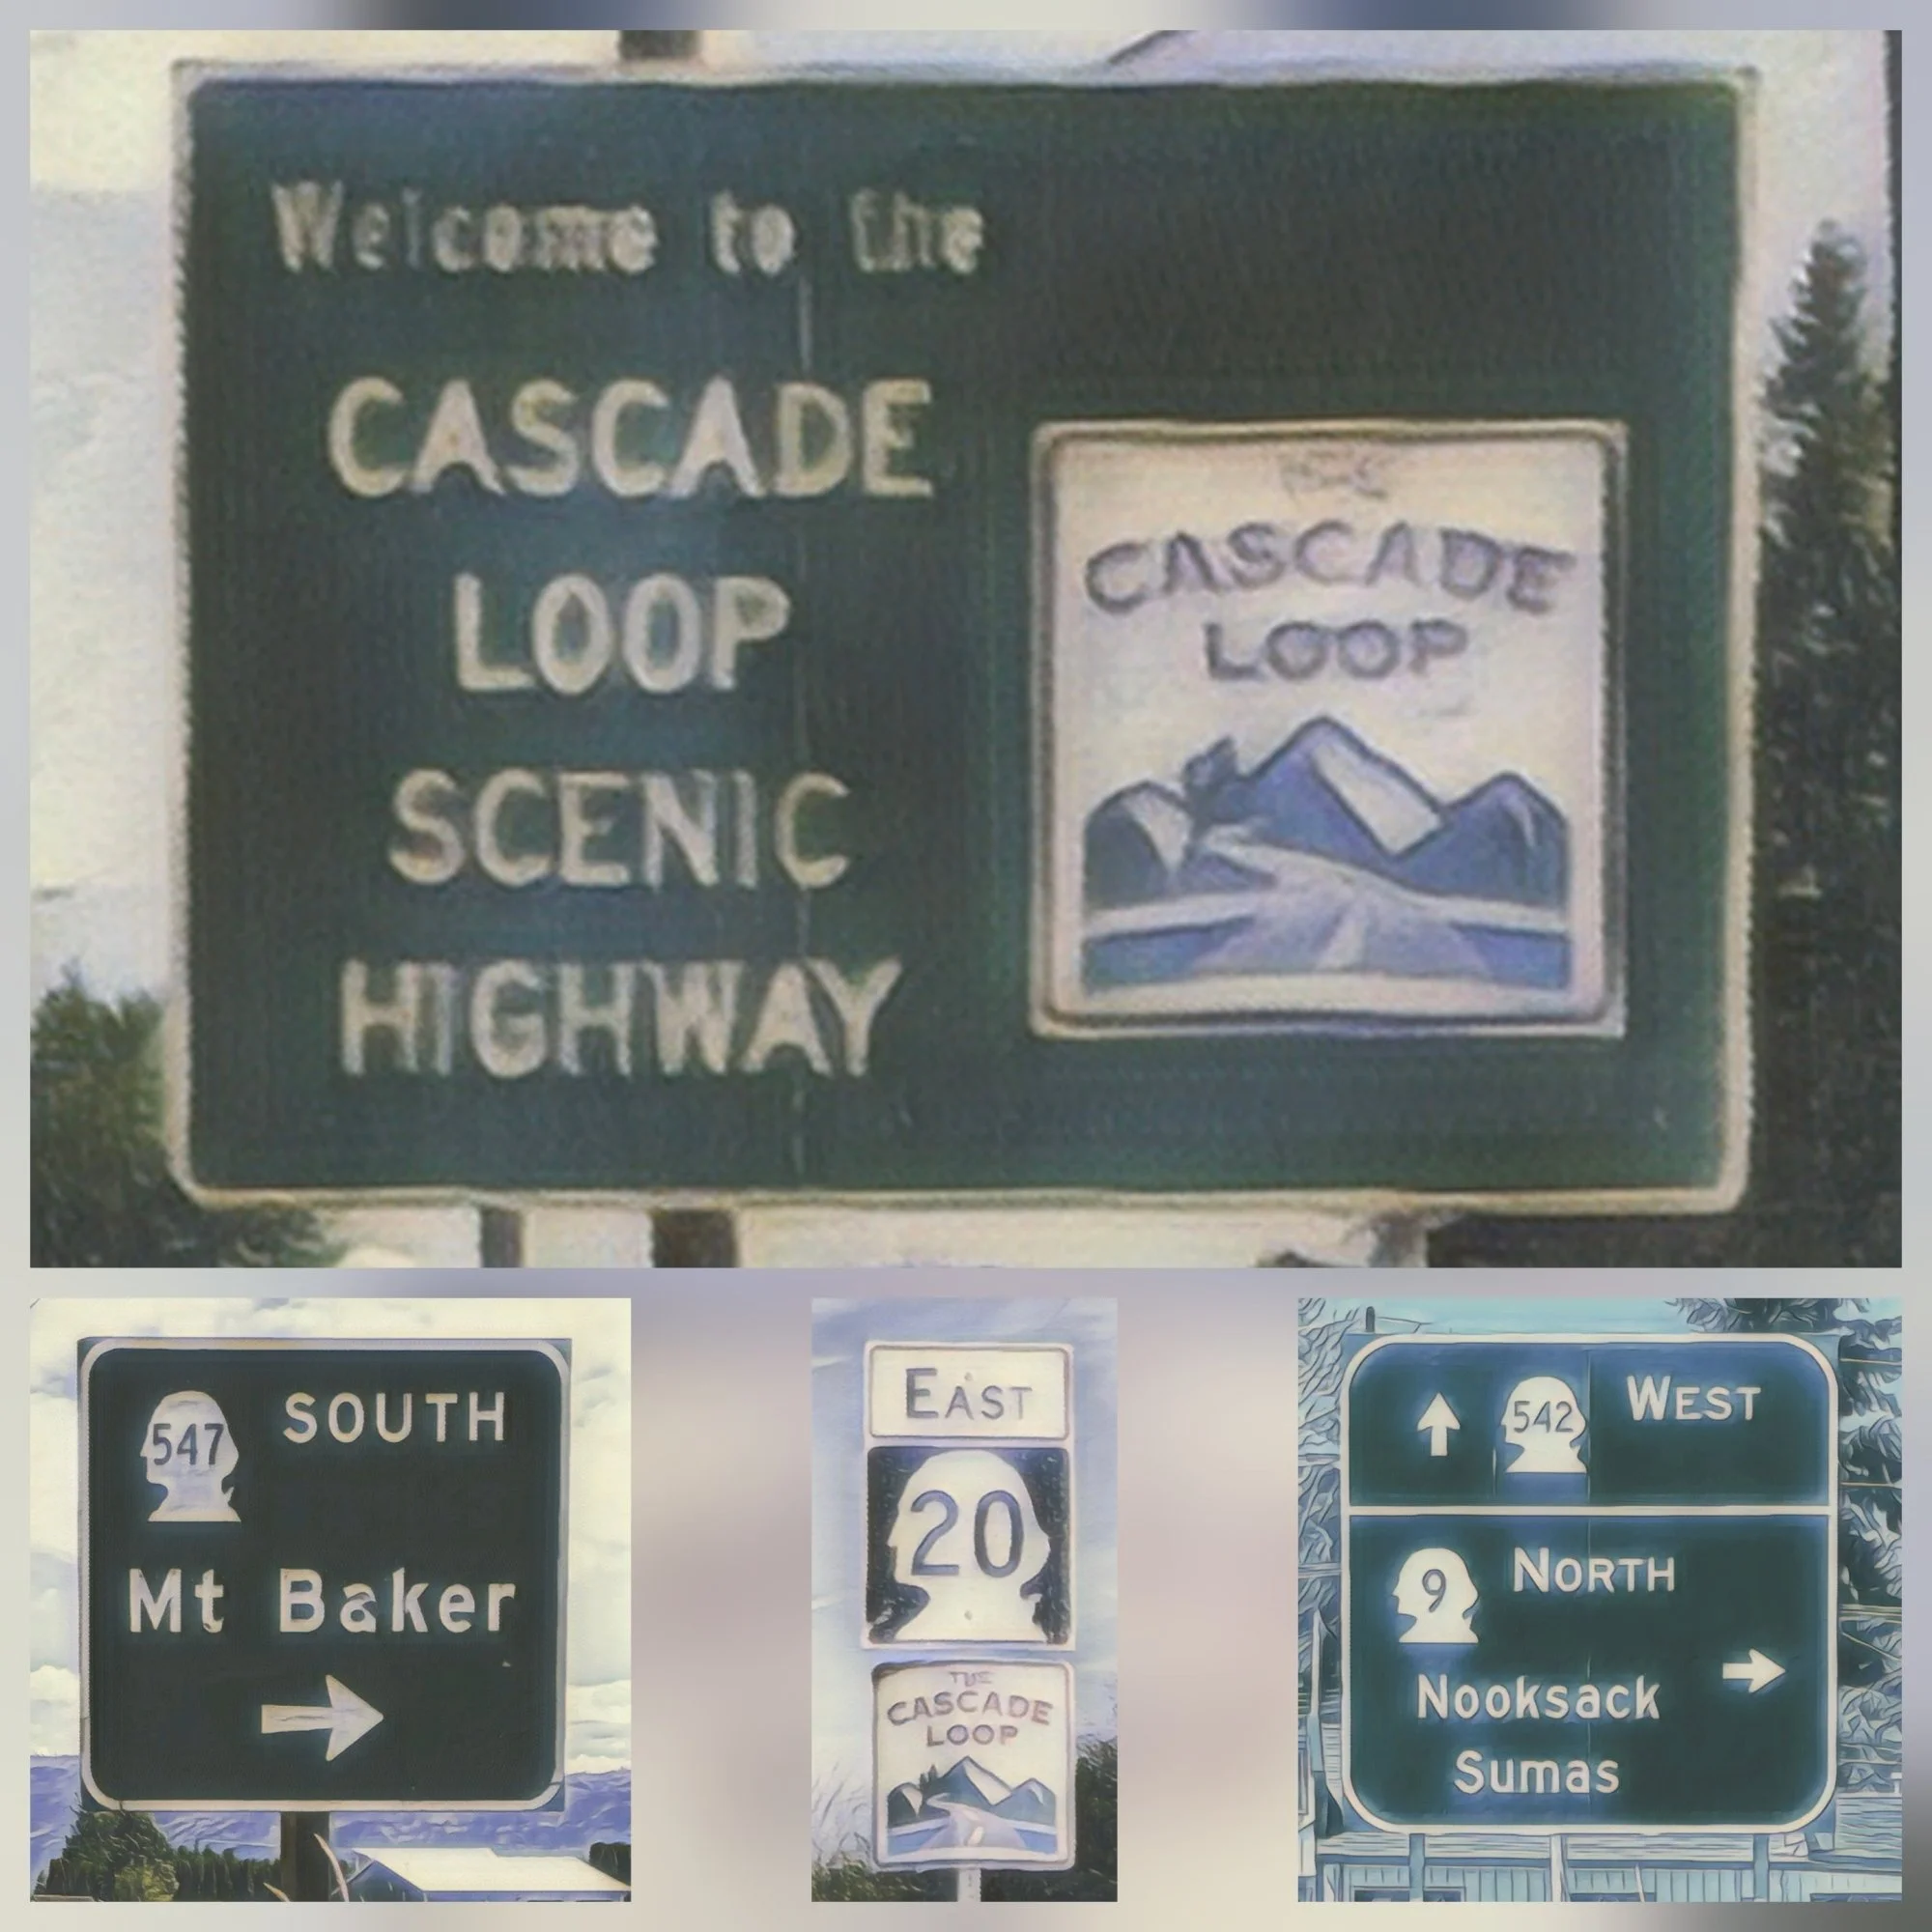 Welcome to the
CASCADE
LOOP
SCENIC
HIGHWAY
THE
CASCADE
LOOP
547 SOUTH
Mt Baker
EAST
20
THE
CASCADE
LOOP
542 WEST
9 NORTH
Nooksack
Sumas